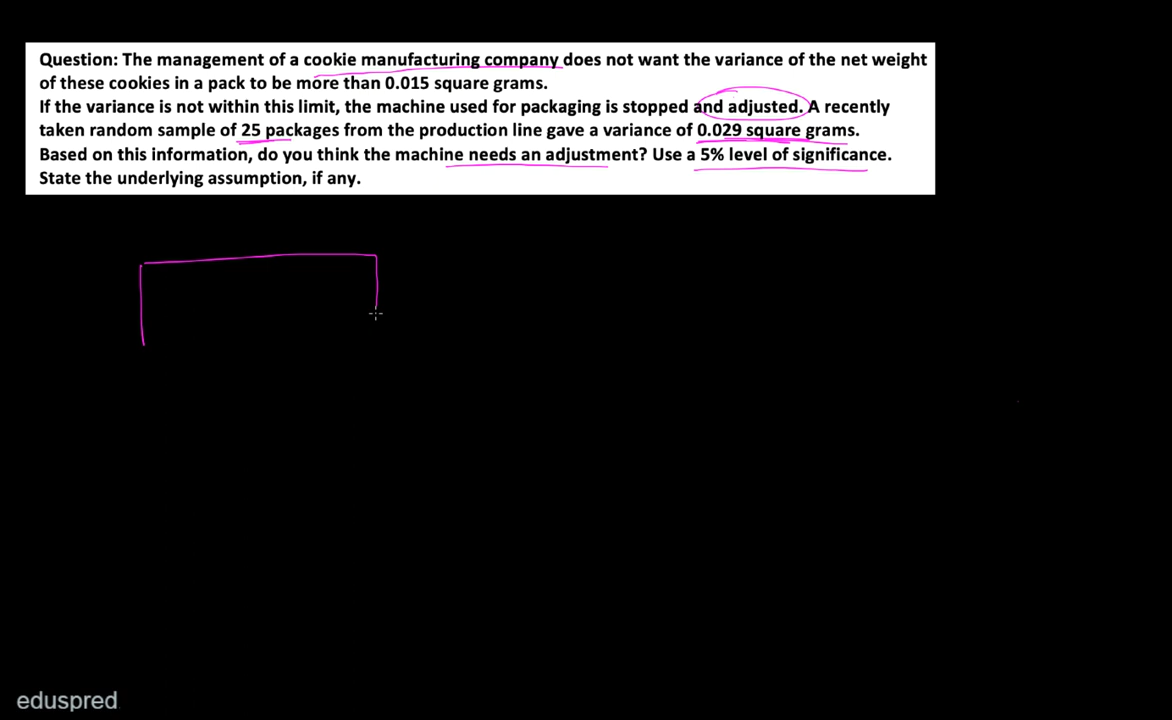 Question: The management of a cookie manufacturing company does not want the variance of the net weight
of these cookies in a pack to be more than 0.015 square grams.
If the variance is not within this limit, the machine used for packaging is stopped and adjusted. A recently
taken random sample of 25 packages from the production line gave a variance of 0.029 square grams.
Based on this information, do you think the machine needs an adjustment? Use a 5% level of significance.
State the underlying assumption, if any.
eduspred